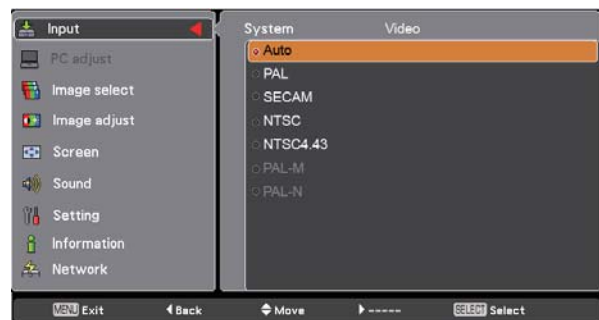 Input
PC adjust
Image select
Image adjust
Screen
Sound
Setting
Information
Network
System Video
Auto
PAL
SECAM
NTSC
NTSC4.43
PAL-M
PAL-N
MENU Exit Back Move ----- SELECT Select